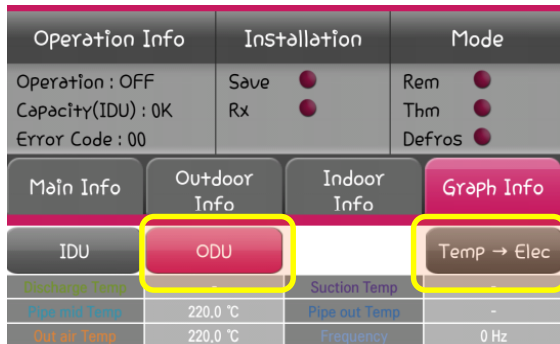 Operation Info Installation Mode
Operation : OFF Save Rem
Capacity(IDU) : 0K Rx Thm
Error Code : 00 Defros
Main Info Outdoor Info Indoor Info Graph Info
IDU ODU Temp → Elec
Discharge Temp - Suction Temp -
Pipe mid Temp 220.0 ℃ Pipe out Temp -
Out air Temp 220.0 ℃ Frequency 0 Hz